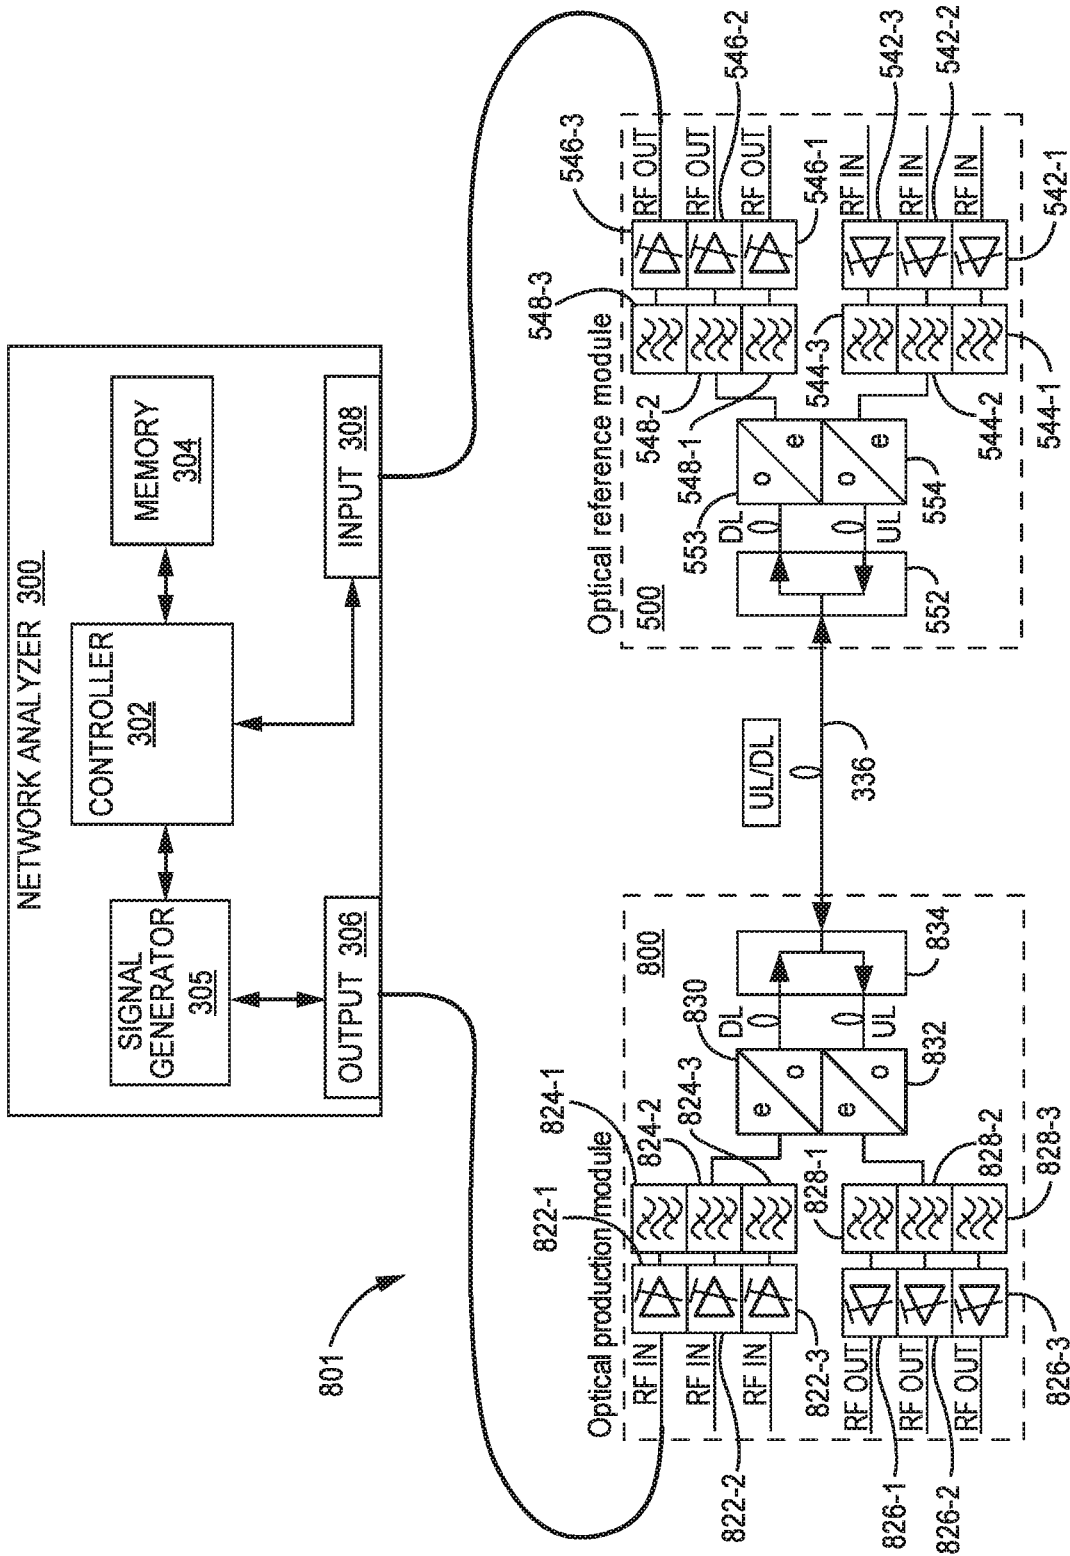 NETWORK ANALYZER 300
SIGNAL
GENERATOR
305
CONTROLLER
302
MEMORY
304
OUTPUT 306
INPUT 308
801
Optical production module
800
822-1
824-1
824-2
824-3
830
RF IN
RF IN
RF IN
822-2
822-3
e
o
e
o
DL
UL
832
834
828-1
828-2
828-3
RF OUT
RF OUT
RF OUT
826-1
826-2
826-3
UL/DL
336
Optical reference module
500
552
553
DL
UL
o
e
o
e
554
548-3
548-2
548-1
546-3
546-2
546-1
RF OUT
RF OUT
RF OUT
544-3
544-2
544-1
RF IN
RF IN
RF IN
542-3
542-2
542-1